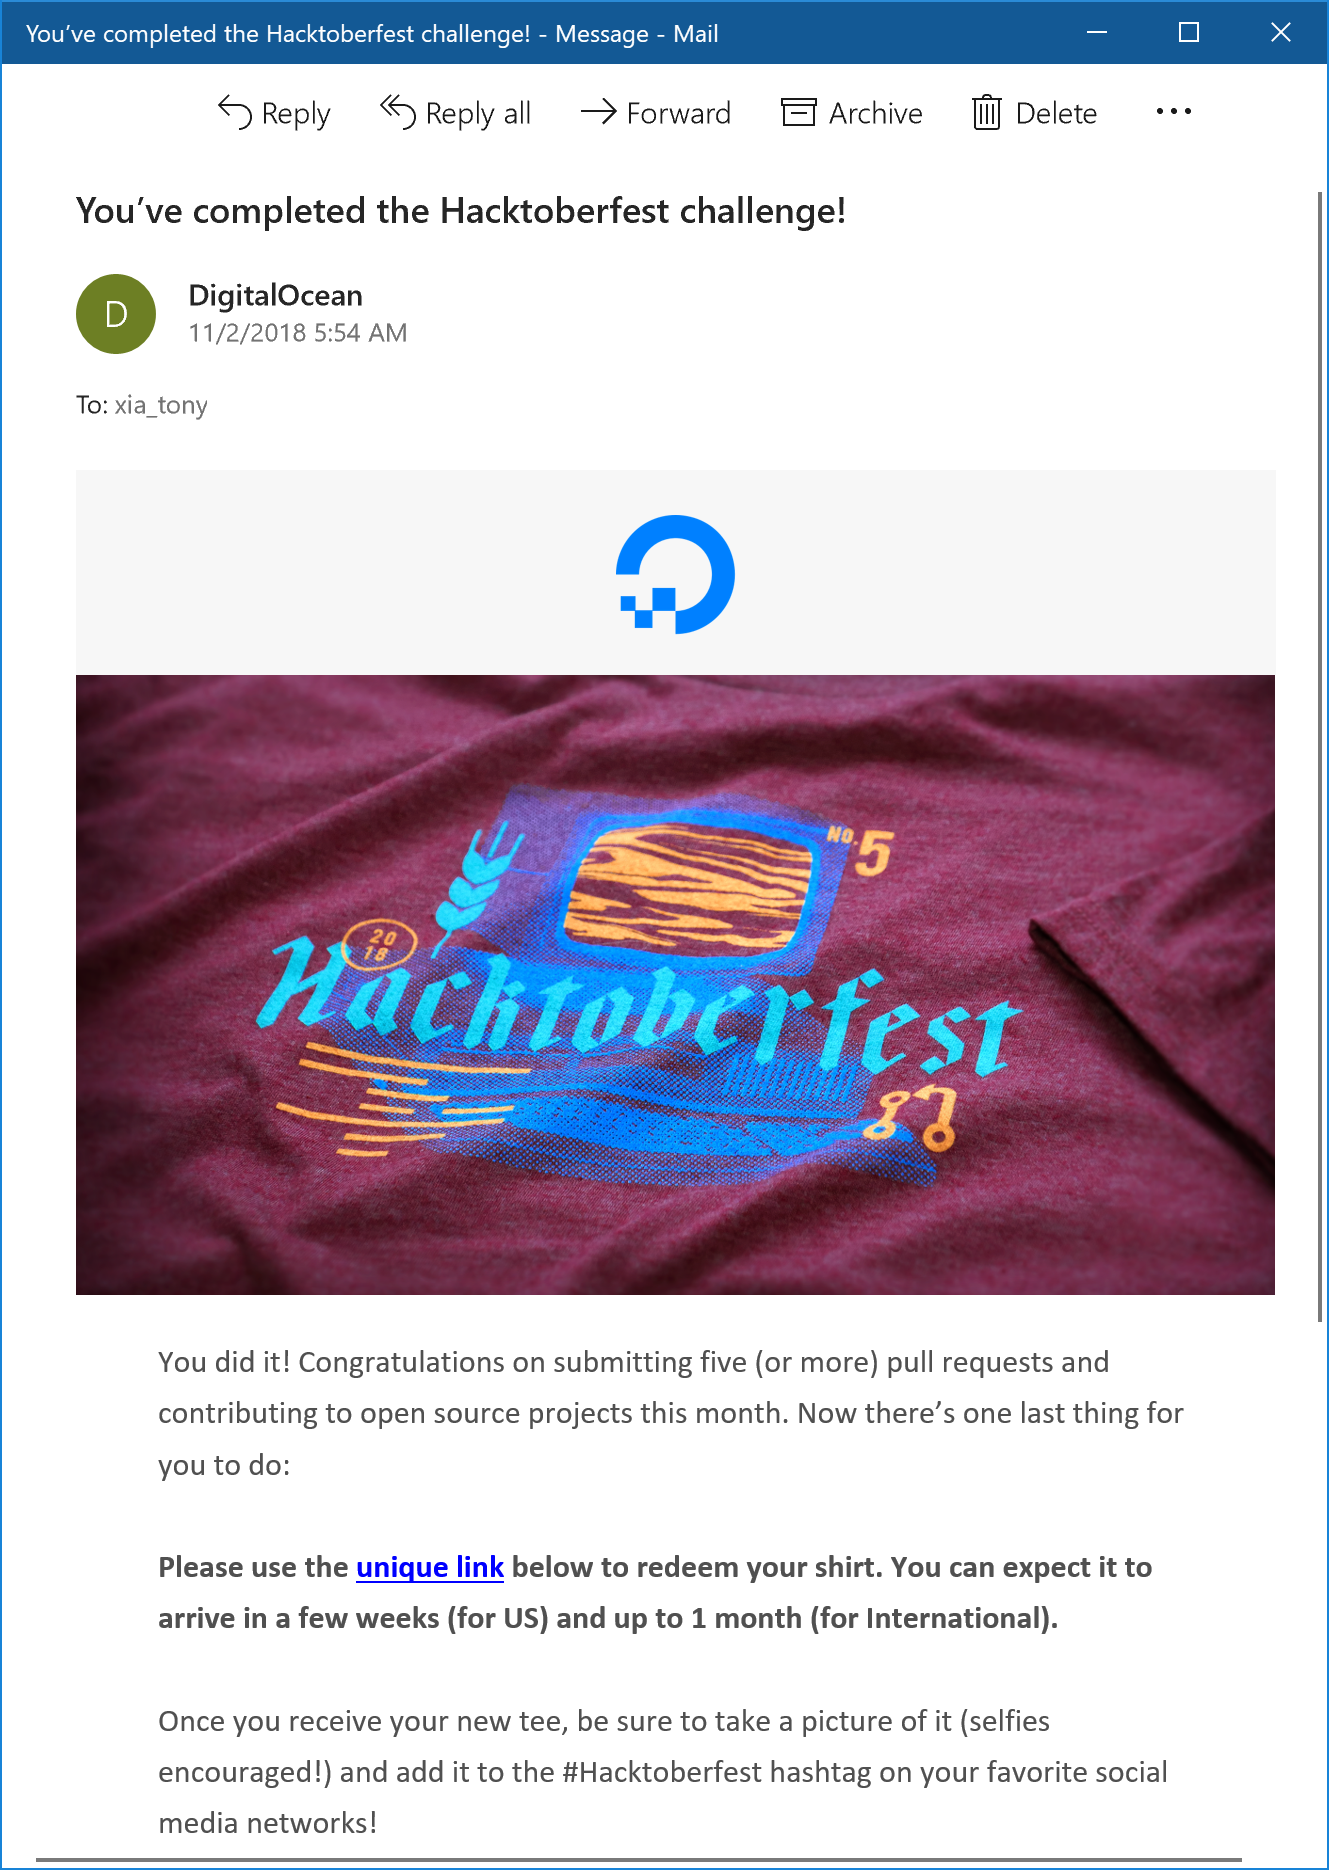 You’ve completed the Hacktoberfest challenge! - Message - Mail
Reply Reply all Forward Archive Delete
You’ve completed the Hacktoberfest challenge!
D
DigitalOcean
11/2/2018 5:54 AM
To: xia_tony
NO. 5
20
18
Hacktoberfest
You did it! Congratulations on submitting five (or more) pull requests and
contributing to open source projects this month. Now there’s one last thing for
you to do:
Please use the unique link below to redeem your shirt. You can expect it to
arrive in a few weeks (for US) and up to 1 month (for International).
Once you receive your new tee, be sure to take a picture of it (selfies
encouraged!) and add it to the #Hacktoberfest hashtag on your favorite social
media networks!